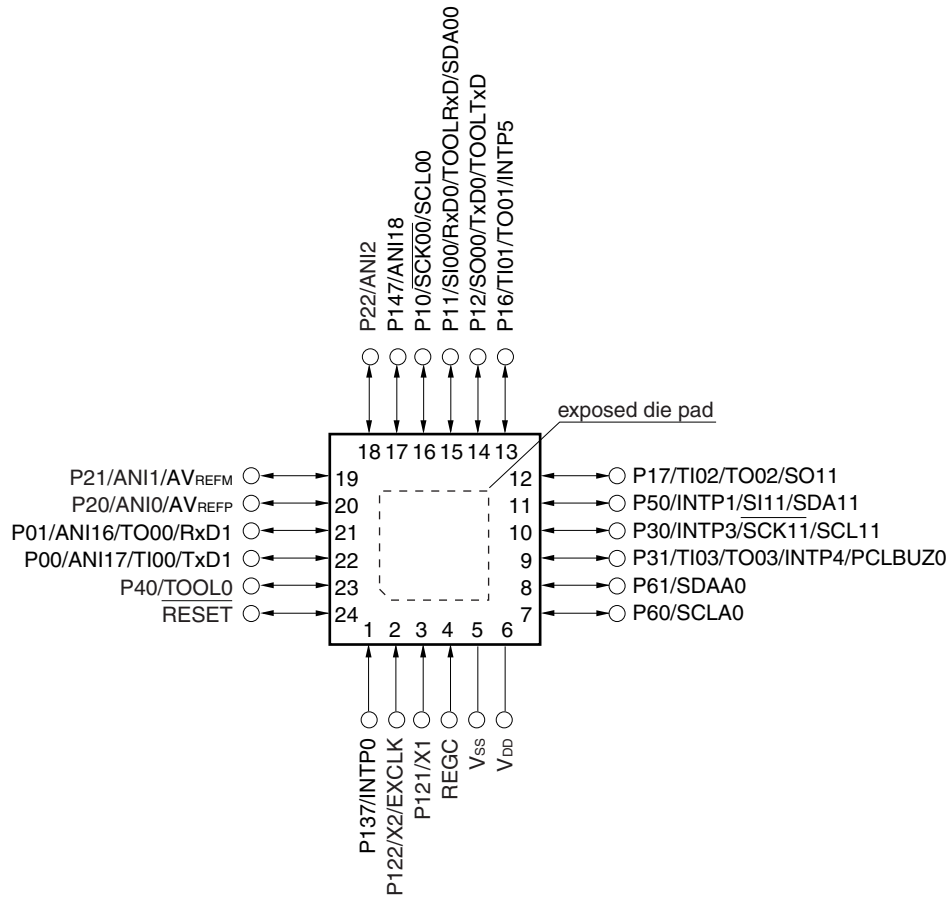 P22/ANI2
P147/ANI18
P10/SCK00/SCL00
P11/SI00/RxD0/TOOLRxD/SDA00
P12/SO00/TxD0/TOOLTxD
P16/TI01/TO01/INTP5
exposed die pad
18 17 16 15 14 13
P21/ANI1/AVREFM 19
P20/ANI0/AVREFP 20
P01/ANI16/TO00/RxD1 21
P00/ANI17/TI00/TxD1 22
P40/TOOL0 23
RESET 24
12 P17/TI02/TO02/SO11
11 P50/INTP1/SI11/SDA11
10 P30/INTP3/SCK11/SCL11
9 P31/TI03/TO03/INTP4/PCLBUZ0
8 P61/SDAA0
7 P60/SCLA0
1 2 3 4 5 6
P137/INTP0
P122/X2/EXCLK
P121/X1
REGC
VSS
VDD